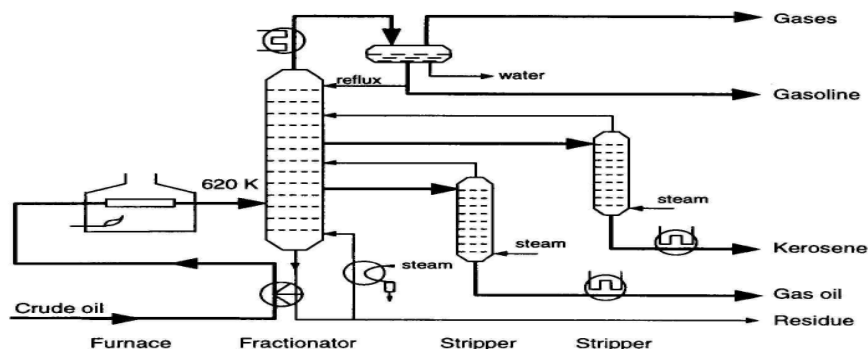 Gases
reflux
water
Gasoline
620 K
steam
steam
Kerosene
steam
Gas oil
Crude oil
Residue
Furnace Fractionator Stripper Stripper